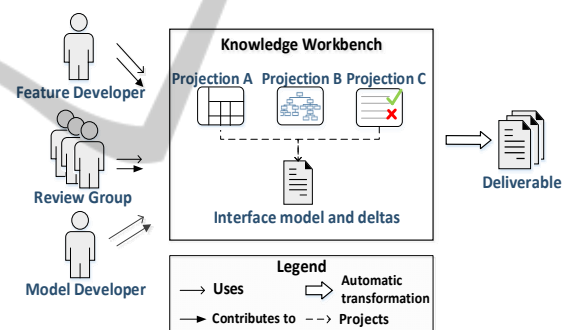 Knowledge Workbench
Projection A Projection B Projection C
Feature Developer
Review Group
Model Developer
Interface model and deltas
Deliverable
Legend
Uses
Automatic
transformation
Contributes to
Projects